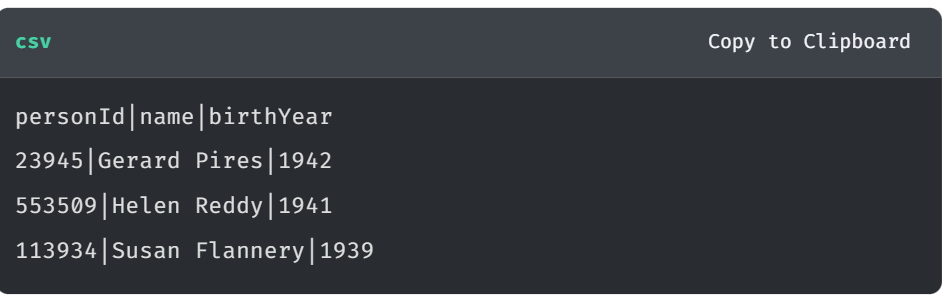 csv
Copy to Clipboard
personId|name|birthYear
23945|Gerard Pires|1942
553509|Helen Reddy|1941
113934|Susan Flannery|1939